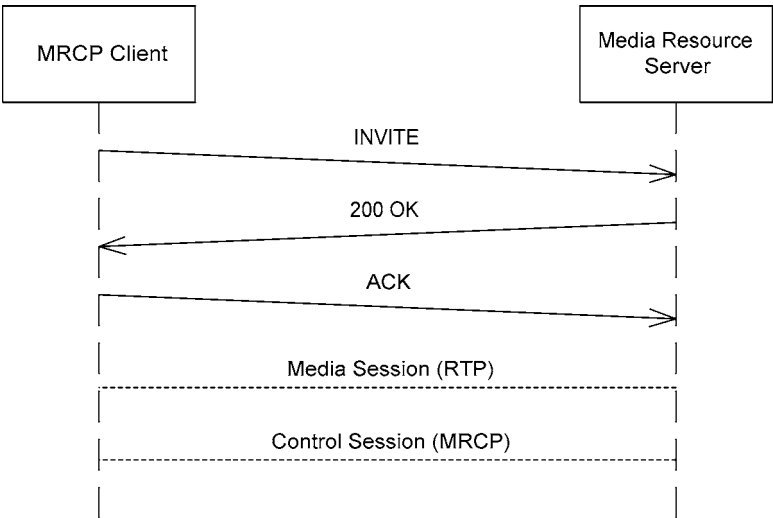 MRCP Client
Media Resource
Server
INVITE
200 OK
ACK
Media Session (RTP)
Control Session (MRCP)